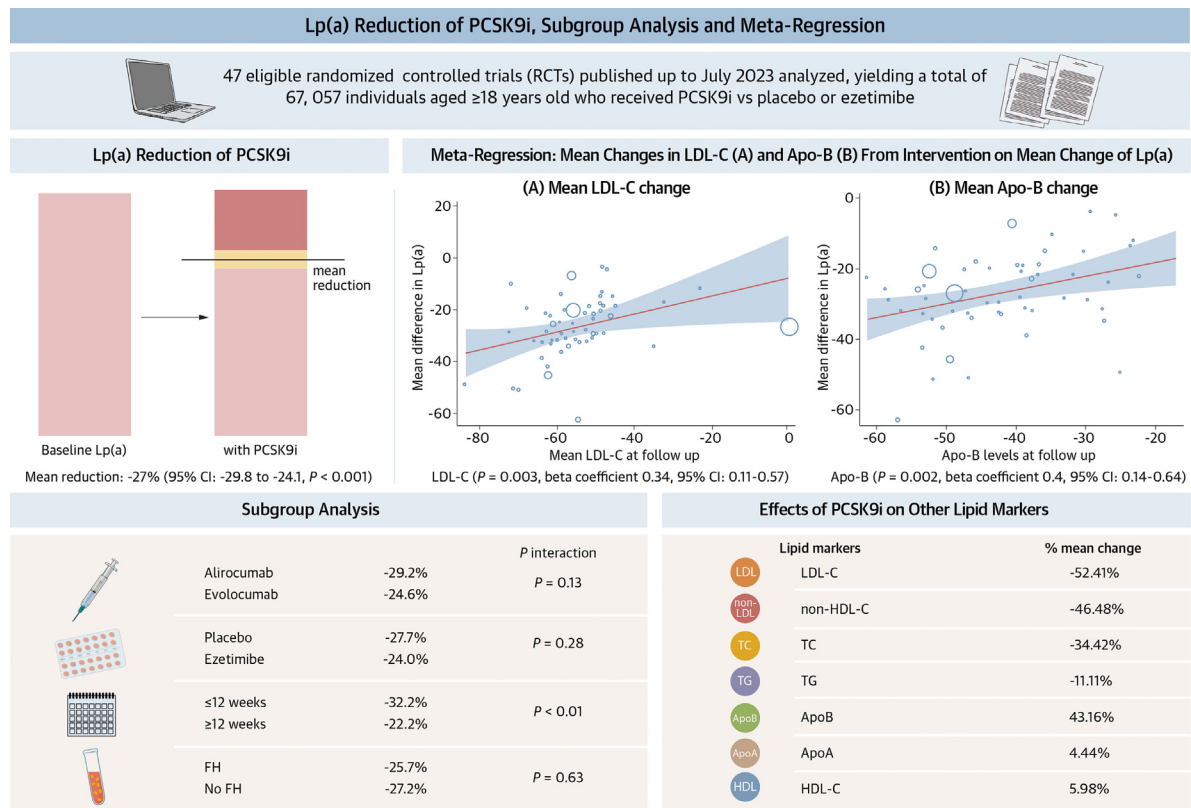 Lp(a) Reduction of PCSK9i, Subgroup Analysis and Meta-Regression
47 eligible randomized controlled trials (RCTs) published up to July 2023 analyzed, yielding a total of
67, 057 individuals aged ≥18 years old who received PCSK9i vs placebo or ezetimibe
Lp(a) Reduction of PCSK9i
mean
reduction
Baseline Lp(a)
with PCSK9i
Mean reduction: -27% (95% CI: -29.8 to -24.1, P < 0.001)
Meta-Regression: Mean Changes in LDL-C (A) and Apo-B (B) From Intervention on Mean Change of Lp(a)
(A) Mean LDL-C change
Mean difference in Lp(a)
20
0
-20
-40
-60
-80 -60 -40 -20 0
Mean LDL-C at follow up
LDL-C (P = 0.003, beta coefficient 0.34, 95% CI: 0.11-0.57)
(B) Mean Apo-B change
Mean difference in Lp(a)
0
-20
-40
-60
-60 -50 -40 -30 -20
Apo-B levels at follow up
Apo-B (P = 0.002, beta coefficient 0.4, 95% CI: 0.14-0.64)
Subgroup Analysis
P interaction
Alirocumab -29.2%
P = 0.13
Evolocumab -24.6%
Placebo -27.7%
P = 0.28
Ezetimibe -24.0%
≤12 weeks -32.2%
P < 0.01
≥12 weeks -22.2%
FH -25.7%
P = 0.63
No FH -27.2%
Effects of PCSK9i on Other Lipid Markers
Lipid markers % mean change
LDL LDL-C -52.41%
non-
LDL
non-HDL-C -46.48%
TC TC -34.42%
TG TG -11.11%
ApoB ApoB 43.16%
ApoA ApoA 4.44%
HDL HDL-C 5.98%